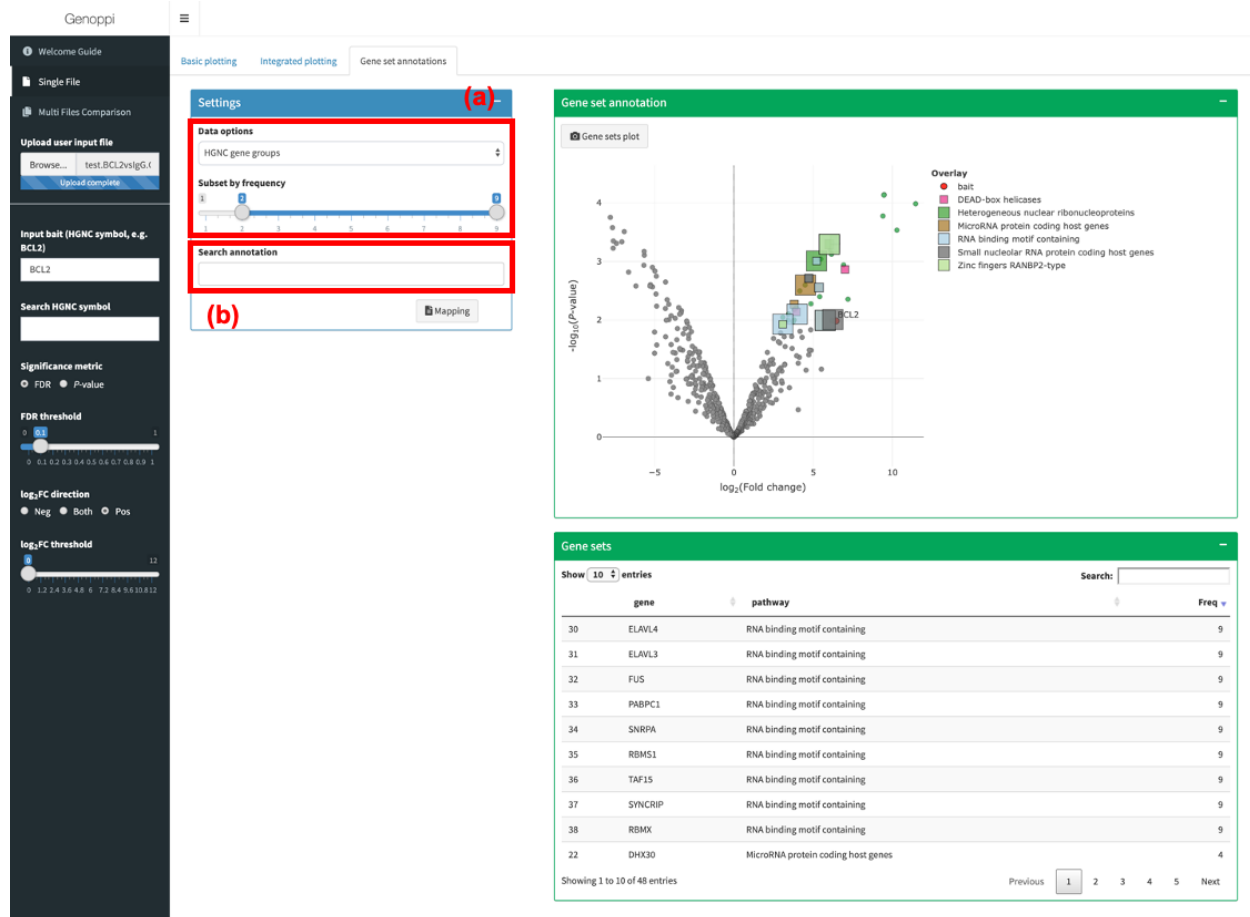 Genoppi
Welcome Guide
Single File
Multi Files Comparison
Upload user input file
Browse... test.BCL2vsIgG.(
Upload complete
Input bait (HGNC symbol, e.g.
BCL2)
BCL2
Search HGNC symbol
Significance metric
FDR P-value
FDR threshold
0 0.1 1
0 0.1 0.2 0.3 0.4 0.5 0.6 0.7 0.8 0.9 1
log2FC direction
Neg Both Pos
log2FC threshold
0 12
0 1.2 2.4 3.6 4.8 6 7.2 8.4 9.6 10.8 12
Basic plotting Integrated plotting Gene set annotations
Settings
(a)
Data options
HGNC gene groups
Subset by frequency
1 2 9
1 2 3 4 5 6 7 8 9
Search annotation
(b)
Mapping
Gene set annotation
Gene sets plot
Overlay
bait
DEAD-box helicases
Heterogeneous nuclear ribonucleoproteins
MicroRNA protein coding host genes
RNA binding motif containing
Small nucleolar RNA protein coding host genes
Zinc fingers RANBP2-type
4
3
2
1
0
-log10(P-value)
BCL2
−5 0 5 10
log2(Fold change)
Gene sets
Show 10 entries Search:
gene pathway Freq
30 ELAVL4 RNA binding motif containing 9
31 ELAVL3 RNA binding motif containing 9
32 FUS RNA binding motif containing 9
33 PABPC1 RNA binding motif containing 9
34 SNRPA RNA binding motif containing 9
35 RBMS1 RNA binding motif containing 9
36 TAF15 RNA binding motif containing 9
37 SYNCRIP RNA binding motif containing 9
38 RBMX RNA binding motif containing 9
22 DHX30 MicroRNA protein coding host genes 4
Showing 1 to 10 of 48 entries
Previous 1 2 3 4 5 Next